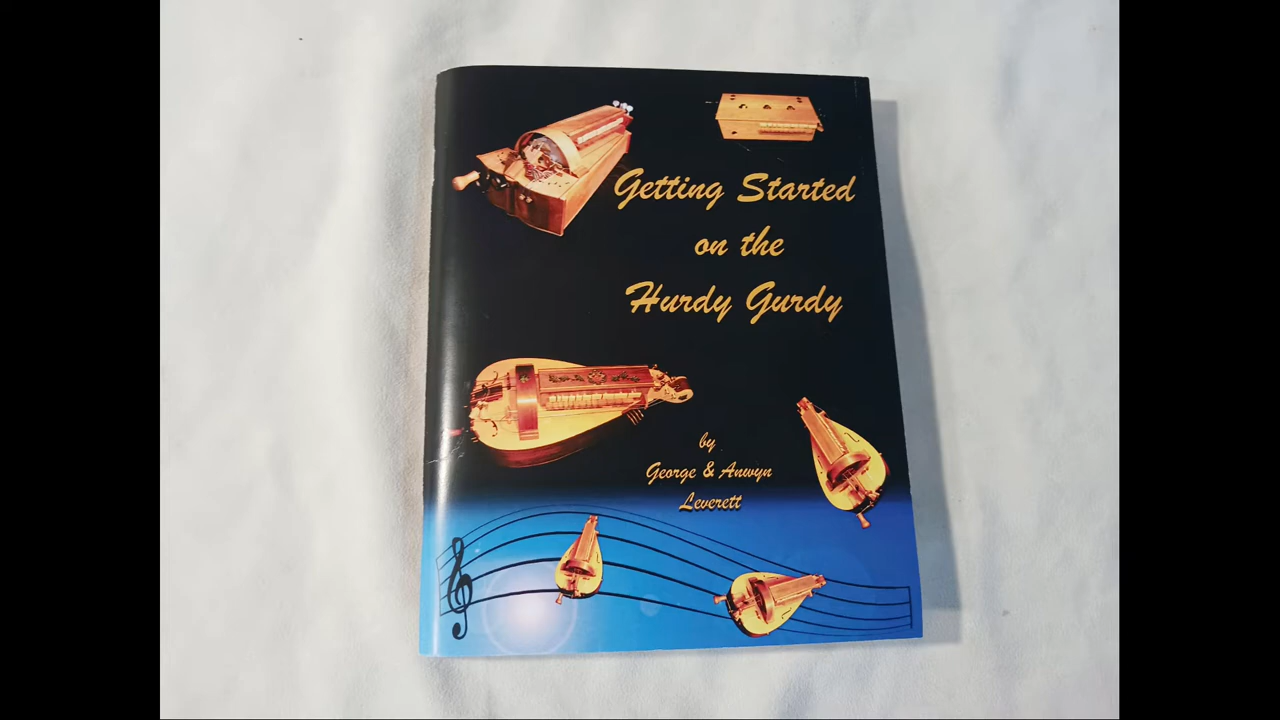 Getting Started
on the
Hurdy Gurdy
by
George & Anwyn
Leverett